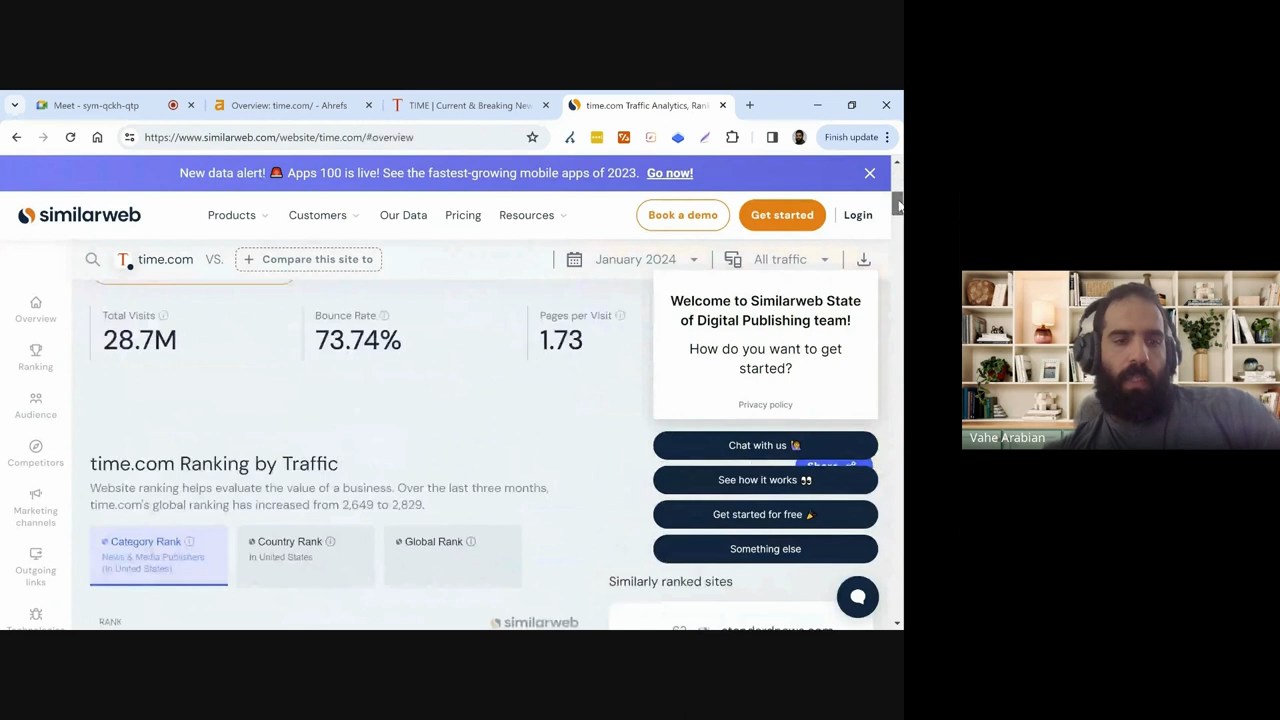 Meet - sym-qckh-qtp
Overview: time.com/ - Ahrefs
TIME | Current & Breaking New
time.com Traffic Analytics, Rank
https://www.similarweb.com/website/time.com/#overview
Finish update
New data alert! 🚨 Apps 100 is live! See the fastest-growing mobile apps of 2023. Go now!
similarweb
Products
Customers
Our Data
Pricing
Resources
Book a demo
Get started
Login
T time.com VS. + Compare this site to
January 2024
All traffic
Overview
Ranking
Audience
Competitors
Marketing
channels
Outgoing
links
Total Visits
28.7M
Bounce Rate
73.74%
Pages per Visit
1.73
time.com Ranking by Traffic
Website ranking helps evaluate the value of a business. Over the last three months,
time.com's global ranking has increased from 2,649 to 2,829.
Category Rank
News & Media Publishers
(In United States)
Country Rank
In United States
Global Rank
RANK
similarweb
Welcome to Similarweb State
of Digital Publishing team!
How do you want to get
started?
Privacy policy
Chat with us 🙋
See how it works 👀
Get started for free 🎉
Something else
Similarly ranked sites
Vahe Arabian